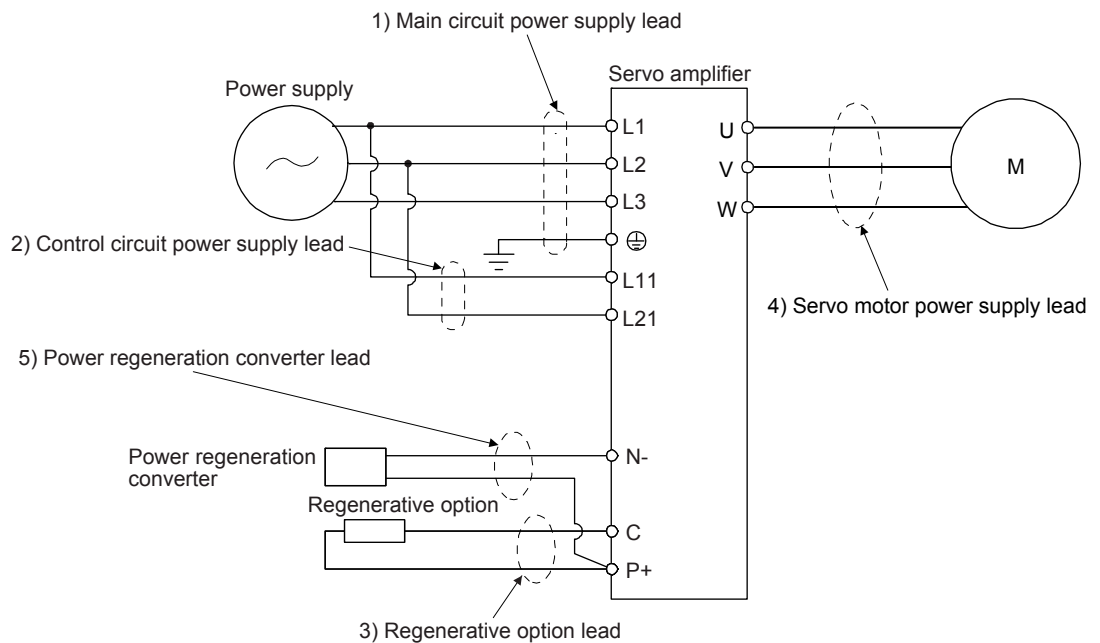 1) Main circuit power supply lead
Servo amplifier
Power supply
L1
U
L2
V
M
L3
W
2) Control circuit power supply lead
L11
4) Servo motor power supply lead
L21
5) Power regeneration converter lead
Power regeneration
converter
N-
Regenerative option
C
P+
3) Regenerative option lead